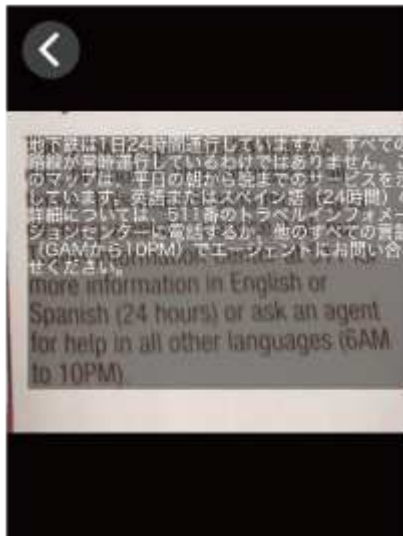 地下鉄は1日24時間運行していますが、すべての
路線が常時運行しているわけではありません。こ
のマップは、平日の朝から晩までのサービスを示
しています。英語またはスペイン語（24時間）の
詳細については、511番のトラベルインフォメー
ションセンターに電話するか、他のすべての言語
（6AMから10PM）でエージェントにお問い合
せください。
more information in English or
Spanish (24 hours) or ask an agent
for help in all other languages (6AM
to 10PM)